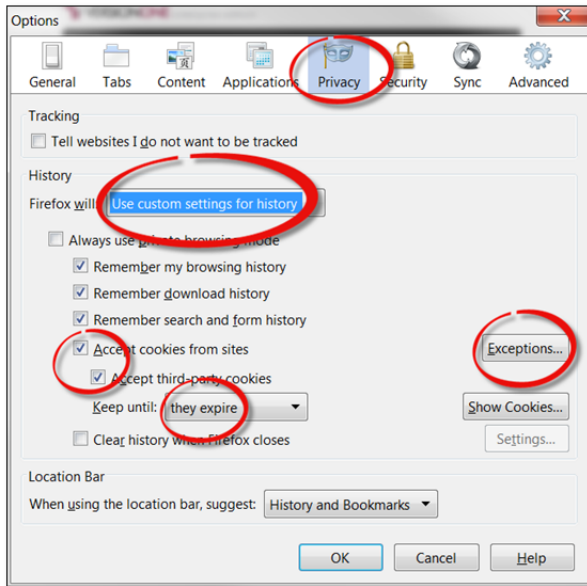 Options
General Tabs Content Applications Privacy Security Sync Advanced
Tracking
Tell websites I do not want to be tracked
History
Firefox will: Use custom settings for history
Always use private browsing mode
Remember my browsing history
Remember download history
Remember search and form history
Accept cookies from sites Exceptions...
Accept third-party cookies
Keep until: they expire Show Cookies...
Clear history when Firefox closes Settings...
Location Bar
When using the location bar, suggest: History and Bookmarks
OK Cancel Help